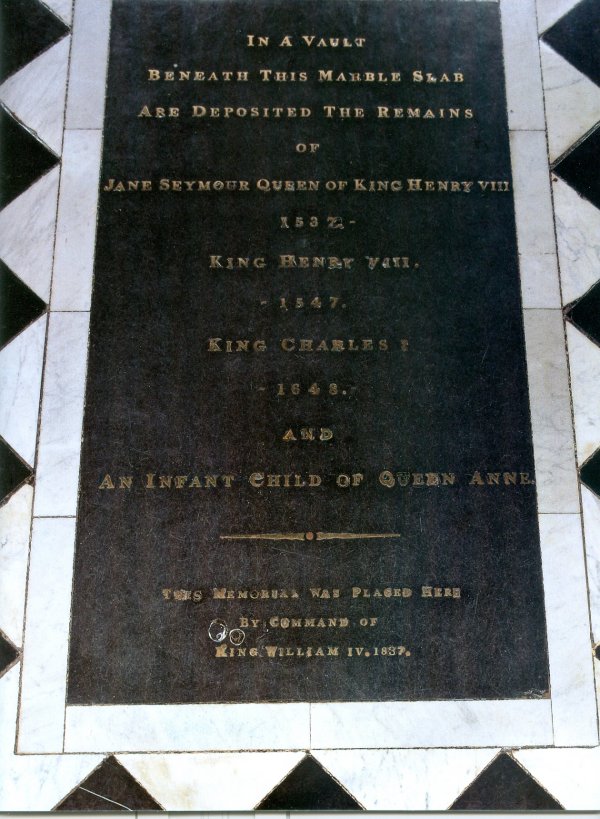 IN A VAULT
BENEATH THIS MARBLE SLAB
ARE DEPOSITED THE REMAINS
OF
JANE SEYMOUR QUEEN OF KING HENRY VIII
1537.
KING HENRY VIII.
1547.
KING CHARLES I
1648.
AND
AN INFANT CHILD OF QUEEN ANNE.
THIS MEMORIAL WAS PLACED HERE
BY COMMAND OF
KING WILLIAM IV. 1837.